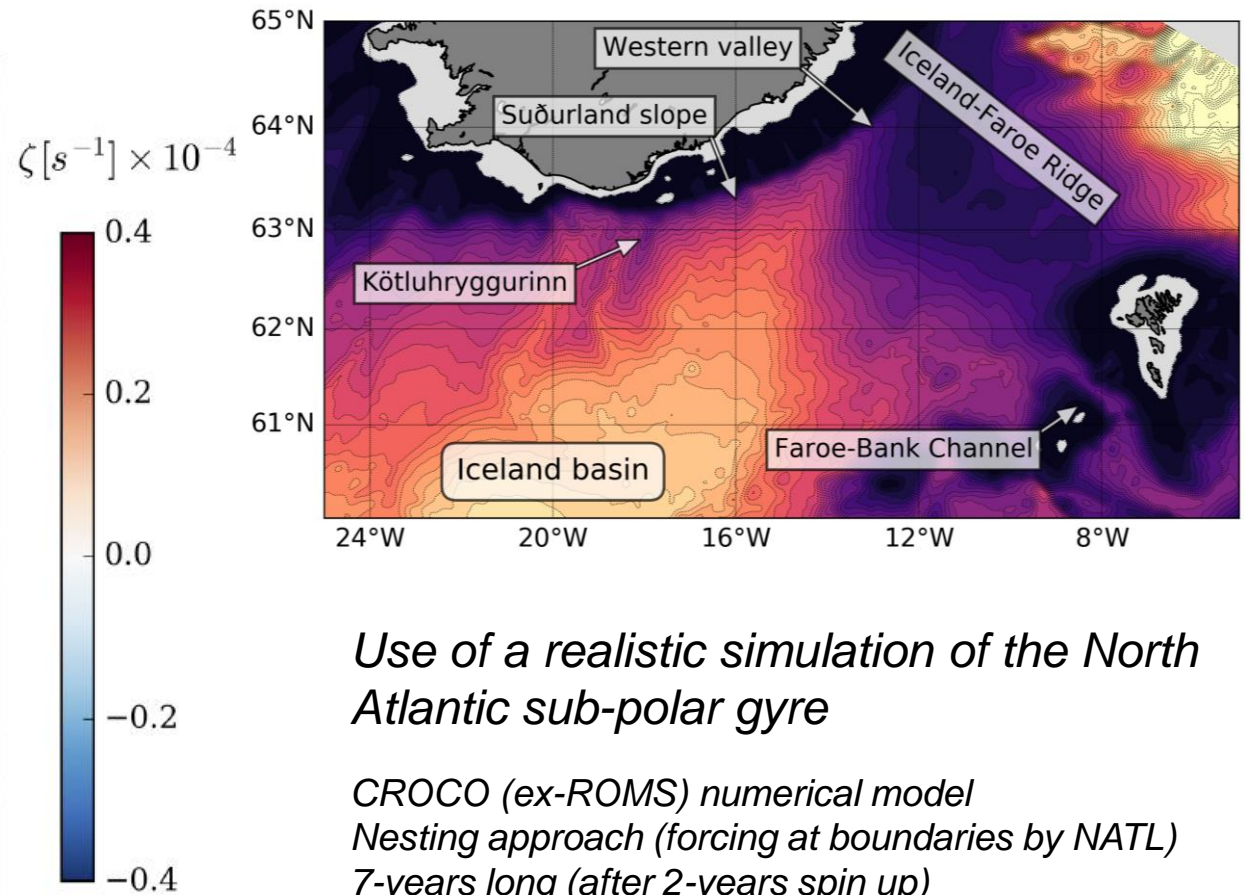 ζ [s⁻¹] × 10⁻⁴
0.4
0.2
0.0
−0.2
−0.4
65°N
64°N
63°N
62°N
61°N
24°W
20°W
16°W
12°W
8°W
Western valley
Iceland-Faroe Ridge
Suðurland slope
Kötluhryggurinn
Faroe-Bank Channel
Iceland basin
Use of a realistic simulation of the North
Atlantic sub-polar gyre
CROCO (ex-ROMS) numerical model
Nesting approach (forcing at boundaries by NATL)
7-years long (after 2-years spin up)